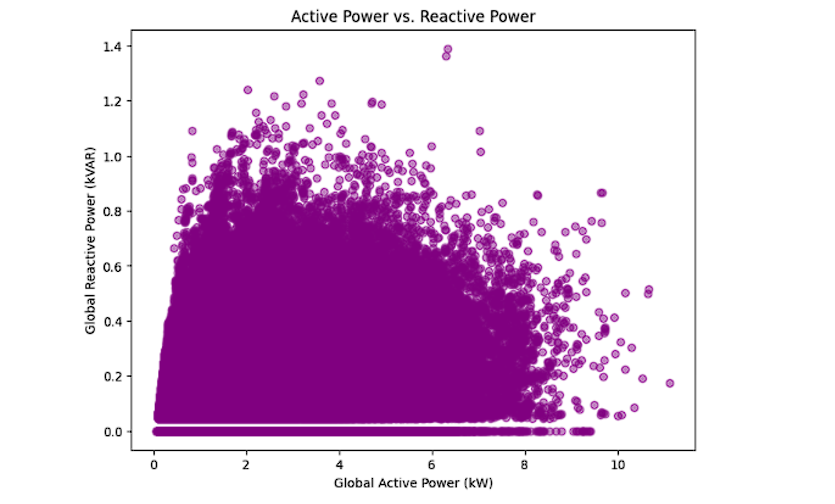 Active Power vs. Reactive Power
1.4
1.2
1.0
0.8
0.6
0.4
0.2
0.0
Global Reactive Power (kVAR)
0 2 4 6 8 10
Global Active Power (kW)